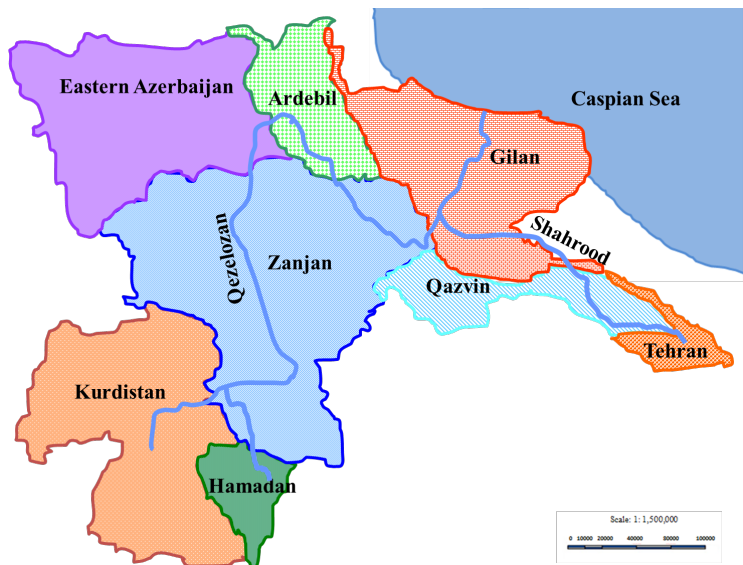 Eastern Azerbaijan
Ardebil
Caspian Sea
Gilan
Shahrood
Qezelozan
Zanjan
Qazvin
Tehran
Kurdistan
Hamadan
Scale: 1: 1,500,000
0 10000 20000 40000 60000 100000